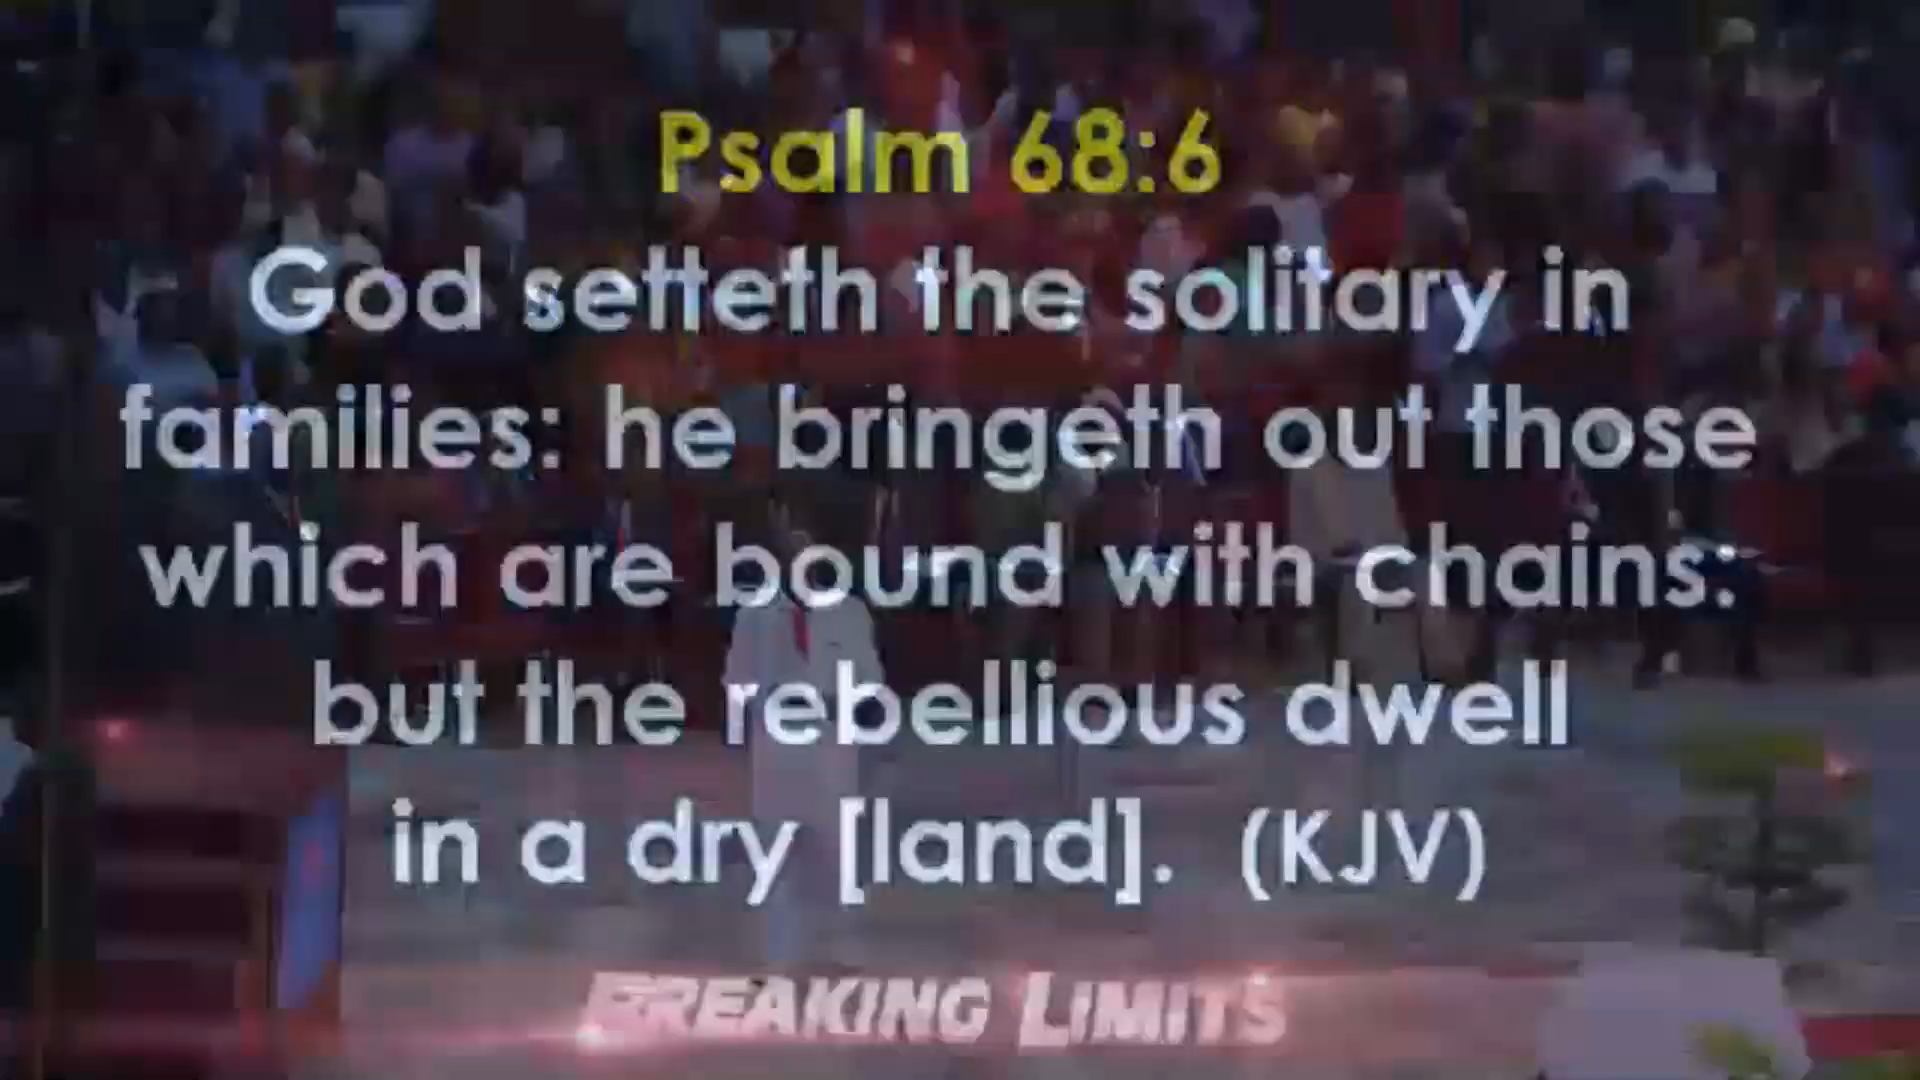 Psalm 68:6
God setteth the solitary in
families: he bringeth out those
which are bound with chains:
but the rebellious dwell
in a dry [land]. (KJV)
BREAKING LIMITS